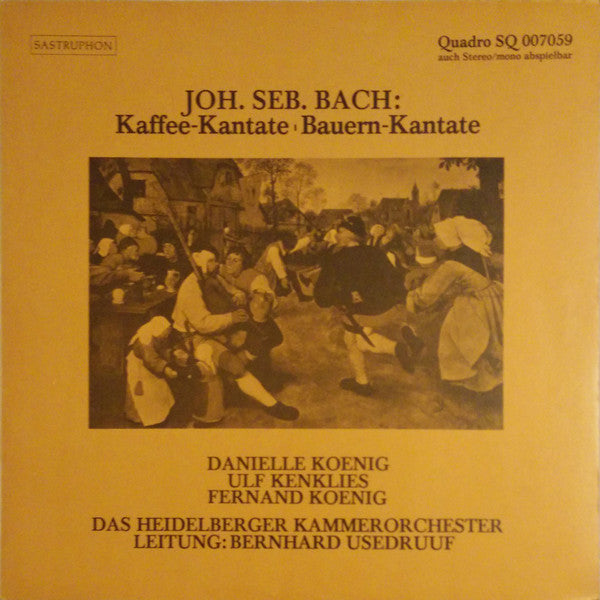 SASTRUPHON
Quadro SQ 007059
auch Stereo/mono abspielbar
JOH. SEB. BACH:
Kaffee-Kantate · Bauern-Kantate
DANIELLE KOENIG
ULF KENKLIES
FERNAND KOENIG
DAS HEIDELBERGER KAMMERORCHESTER
LEITUNG: BERNHARD USEDRUUF